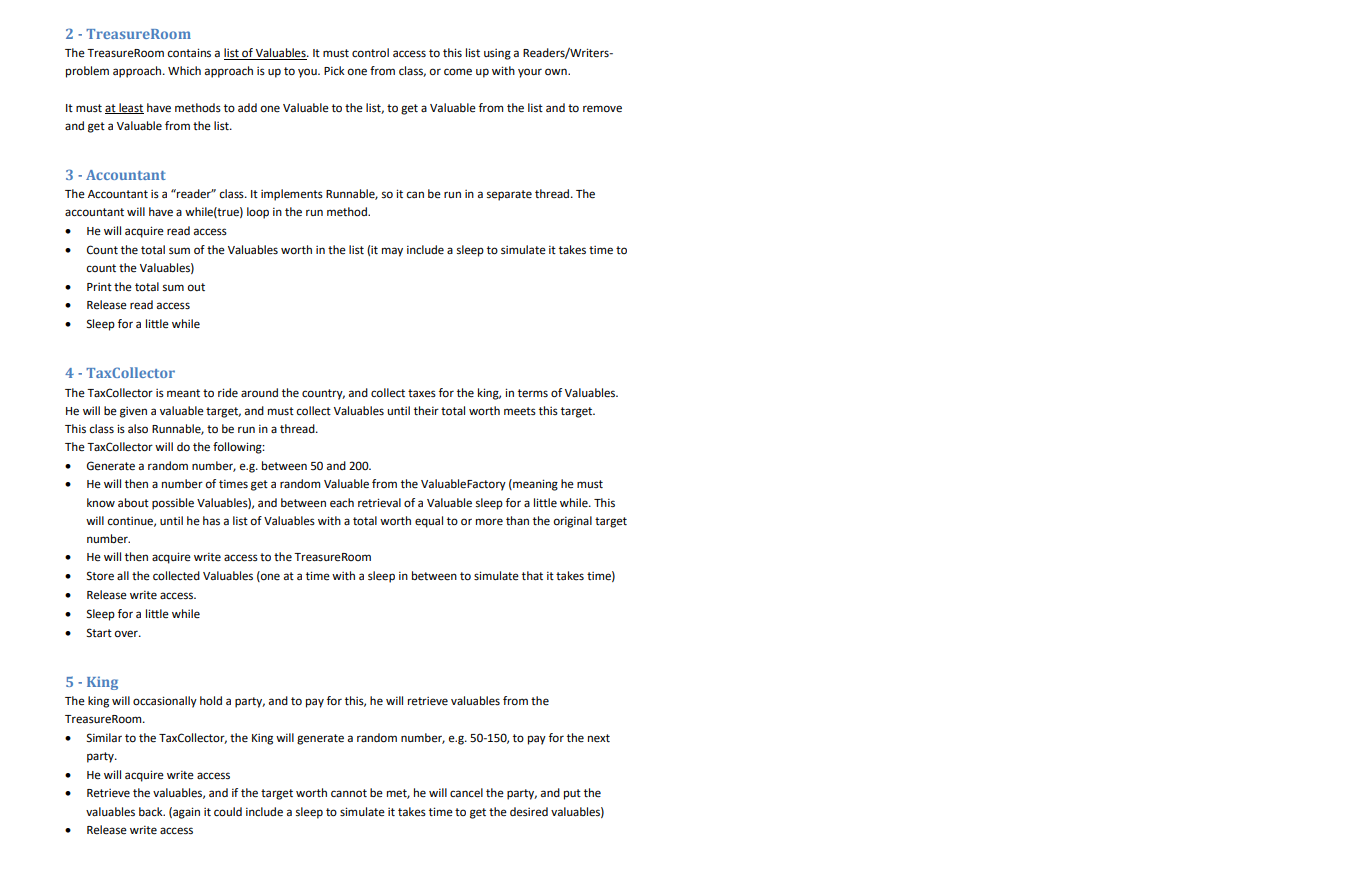 2 - TreasureRoom
The TreasureRoom contains a list of Valuables. It must control access to this list using a Readers/Writers-
problem approach. Which approach is up to you. Pick one from class, or come up with your own.
It must at least have methods to add one Valuable to the list, to get a Valuable from the list and to remove
and get a Valuable from the list.
3 - Accountant
The Accountant is a “reader” class. It implements Runnable, so it can be run in a separate thread. The
accountant will have a while(true) loop in the run method.
• He will acquire read access
• Count the total sum of the Valuables worth in the list (it may include a sleep to simulate it takes time to
count the Valuables)
• Print the total sum out
• Release read access
• Sleep for a little while
4 - TaxCollector
The TaxCollector is meant to ride around the country, and collect taxes for the king, in terms of Valuables.
He will be given a valuable target, and must collect Valuables until their total worth meets this target.
This class is also Runnable, to be run in a thread.
The TaxCollector will do the following:
• Generate a random number, e.g. between 50 and 200.
• He will then a number of times get a random Valuable from the ValuableFactory (meaning he must
know about possible Valuables), and between each retrieval of a Valuable sleep for a little while. This
will continue, until he has a list of Valuables with a total worth equal to or more than the original target
number.
• He will then acquire write access to the TreasureRoom
• Store all the collected Valuables (one at a time with a sleep in between to simulate that it takes time)
• Release write access.
• Sleep for a little while
• Start over.
5 - King
The king will occasionally hold a party, and to pay for this, he will retrieve valuables from the
TreasureRoom.
• Similar to the TaxCollector, the King will generate a random number, e.g. 50-150, to pay for the next
party.
• He will acquire write access
• Retrieve the valuables, and if the target worth cannot be met, he will cancel the party, and put the
valuables back. (again it could include a sleep to simulate it takes time to get the desired valuables)
• Release write access